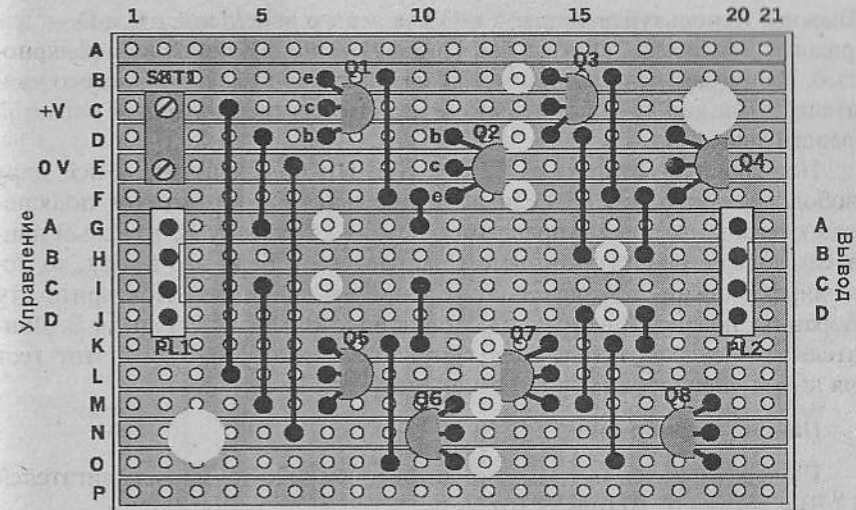 1 5 10 15 20 21
A
B SKT1 e Q1 Q3
+V C c
D b b Q2
0 V E c Q4
F e
Управление
A G A
B H B
C I C
D J D
Вывод
K PL1 Q5 Q7 PL2
L
M Q6 Q8
N
O
P